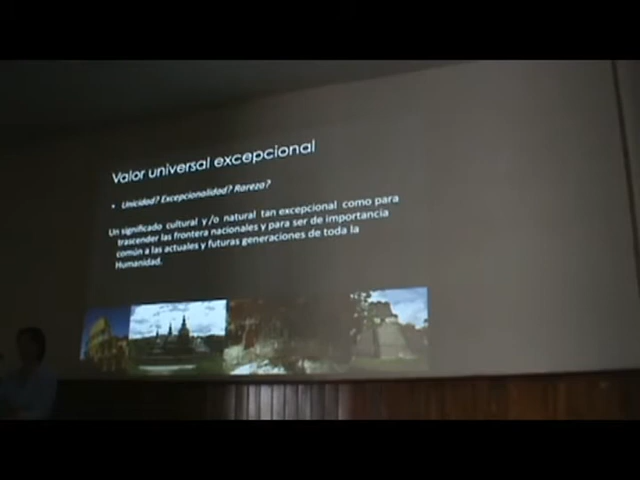 Valor universal excepcional
• Unicidad? Excepcionalidad? Rareza?
Un significado cultural y/o natural tan excepcional como para
trascender las frontera nacionales y para ser de importancia
común a las actuales y futuras generaciones de toda la
Humanidad.